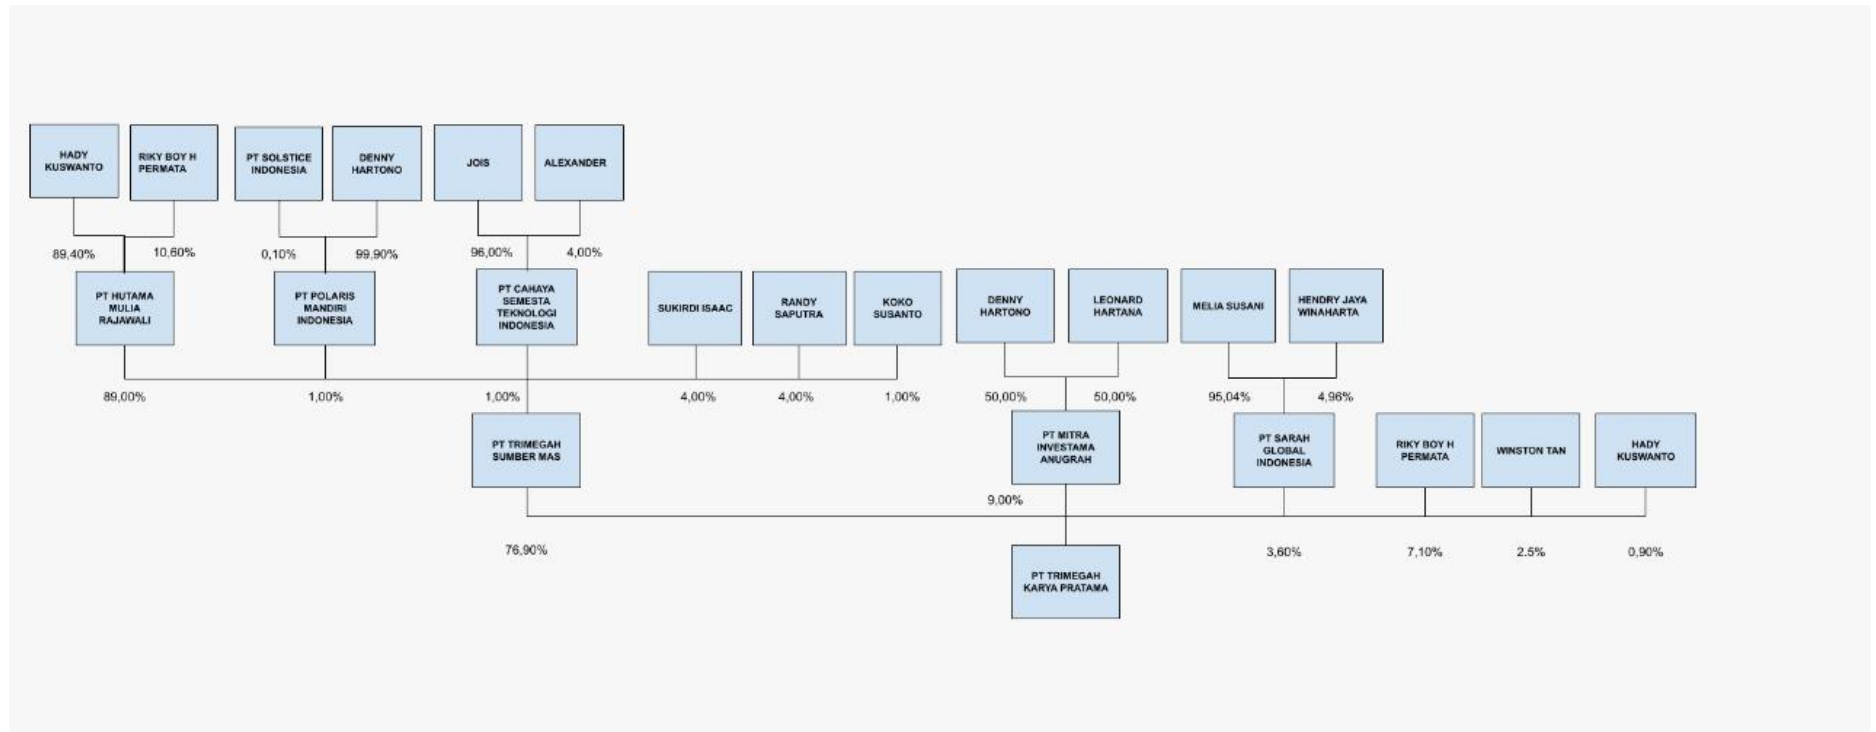 HADY
KUSWANTO
RIKY BOY H
PERMATA
PT SOLSTICE
INDONESIA
DENNY
HARTONO
JOIS
ALEXANDER
89,40%
10,60%
0,10%
99,90%
96,00%
4,00%
PT HUTAMA
MULIA
RAJAWALI
PT POLARIS
MANDIRI
INDONESIA
PT CAHAYA
SEMESTA
TEKNOLOGI
INDONESIA
SUKIRDI ISAAC
RANDY
SAPUTRA
KOKO
SUSANTO
DENNY
HARTONO
LEONARD
HARTANA
MELIA SUSANI
HENDRY JAYA
WINAHARTA
89,00%
1,00%
1,00%
4,00%
4,00%
1,00%
50,00%
50,00%
95,04%
4,96%
PT TRIMEGAH
SUMBER MAS
PT MITRA
INVESTAMA
ANUGRAH
PT SARAH
GLOBAL
INDONESIA
RIKY BOY H
PERMATA
WINSTON TAN
HADY
KUSWANTO
9,00%
76,90%
3,60%
7,10%
2.5%
0,90%
PT TRIMEGAH
KARYA PRATAMA